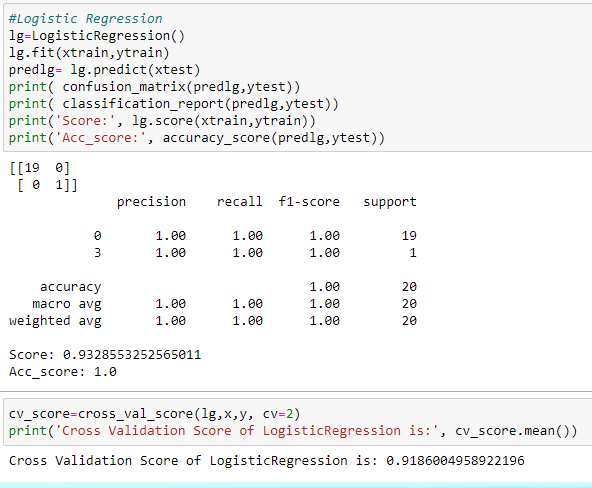 #Logistic Regression
lg=LogisticRegression()
lg.fit(xtrain,ytrain)
predlg= lg.predict(xtest)
print( confusion_matrix(predlg,ytest))
print( classification_report(predlg,ytest))
print('Score:', lg.score(xtrain,ytrain))
print('Acc_score:', accuracy_score(predlg,ytest))
[[19  0]
 [ 0  1]]
              precision    recall  f1-score   support
           0       1.00      1.00      1.00        19
           3       1.00      1.00      1.00         1
    accuracy                           1.00        20
   macro avg       1.00      1.00      1.00        20
weighted avg       1.00      1.00      1.00        20
Score: 0.9328553252565011
Acc_score: 1.0
cv_score=cross_val_score(lg,x,y, cv=2)
print('Cross Validation Score of LogisticRegression is:', cv_score.mean())
Cross Validation Score of LogisticRegression is: 0.9186004958922196